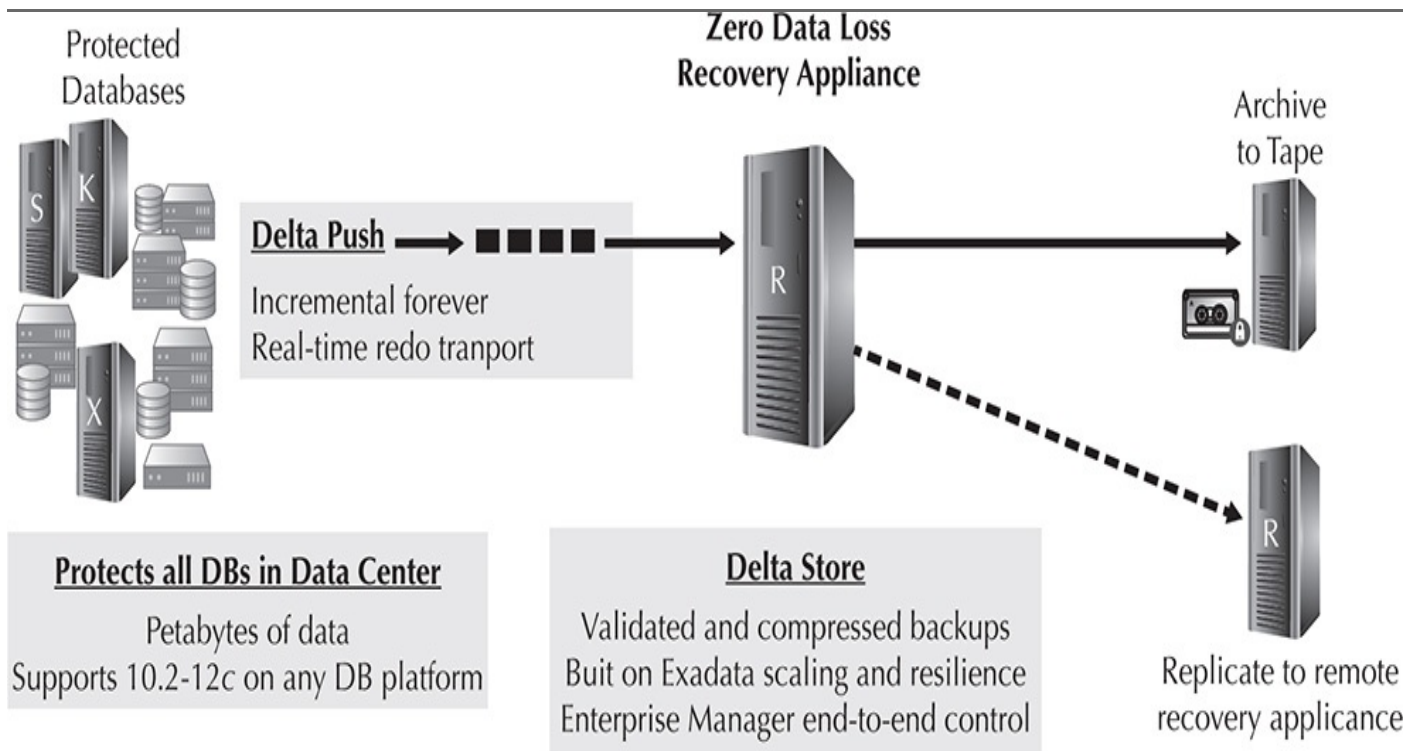 Protected
Databases
S
K
X
Delta Push
Incremental forever
Real-time redo tranport
Zero Data Loss
Recovery Appliance
R
Archive
to Tape
R
Replicate to remote
recovery applicance
Protects all DBs in Data Center
Petabytes of data
Supports 10.2-12c on any DB platform
Delta Store
Validated and compressed backups
Buit on Exadata scaling and resilience
Enterprise Manager end-to-end control